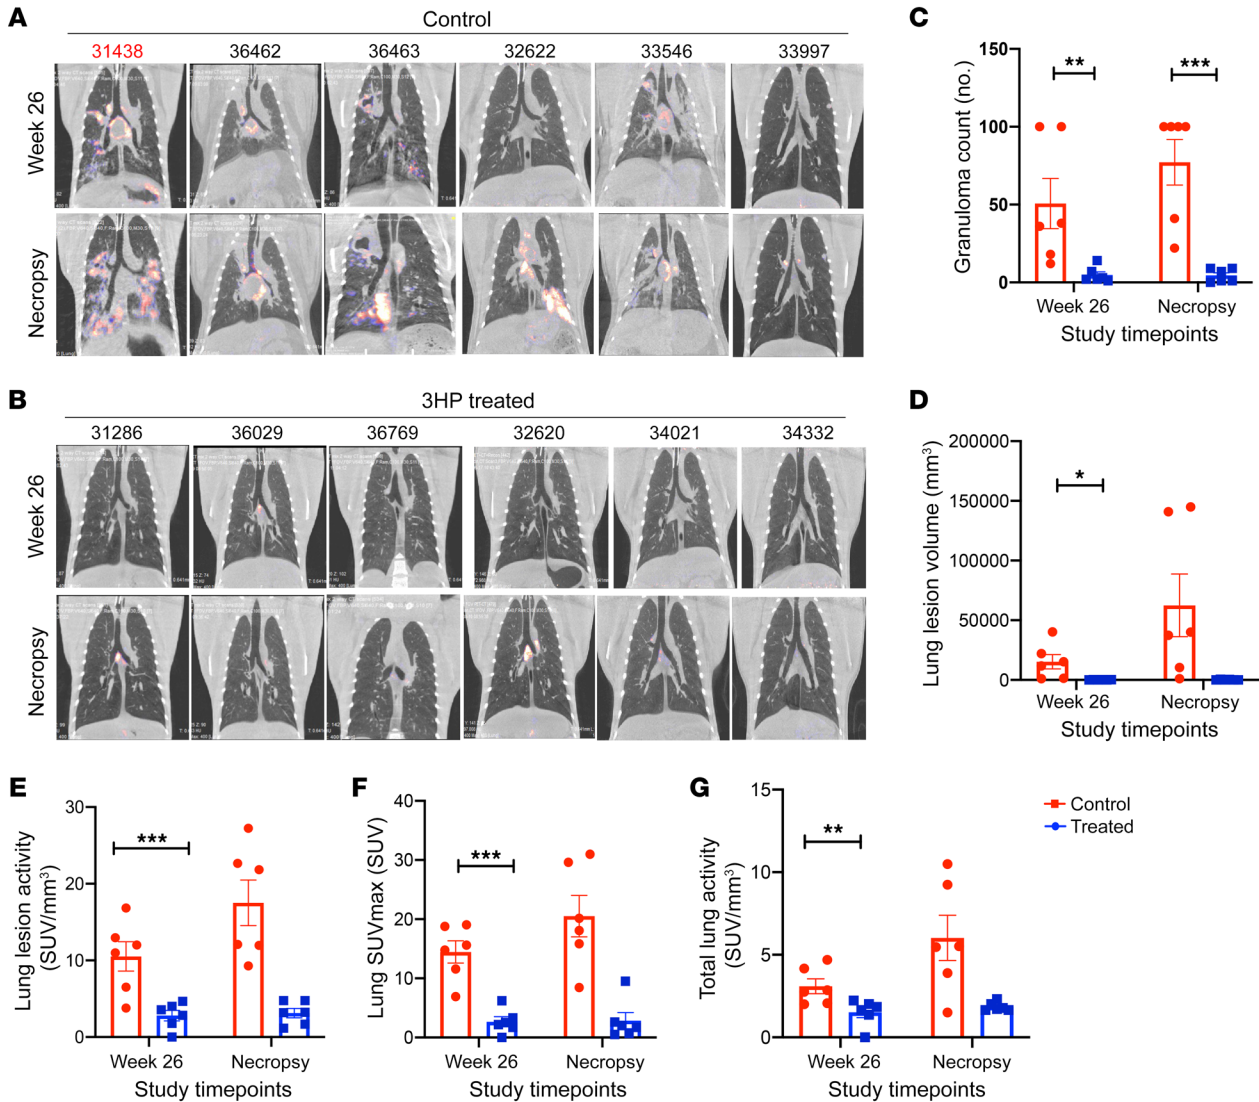 A
Control
31438 36462 36463 32622 33546 33997
Week 26
Necropsy
B
3HP treated
31286 36029 36769 32620 34021 34332
Week 26
Necropsy
C
Granuloma count (no.)
150
100
50
0
** ***
Week 26 Necropsy
Study timepoints
D
Lung lesion volume (mm³)
200000
150000
100000
50000
0
*
Week 26 Necropsy
Study timepoints
E
Lung lesion activity
(SUV/mm³)
30
20
10
0
***
Week 26 Necropsy
Study timepoints
F
Lung SUVmax (SUV)
40
30
20
10
0
***
Week 26 Necropsy
Study timepoints
G
Total lung activity
(SUV/mm³)
15
10
5
0
**
Week 26 Necropsy
Study timepoints
Control
Treated